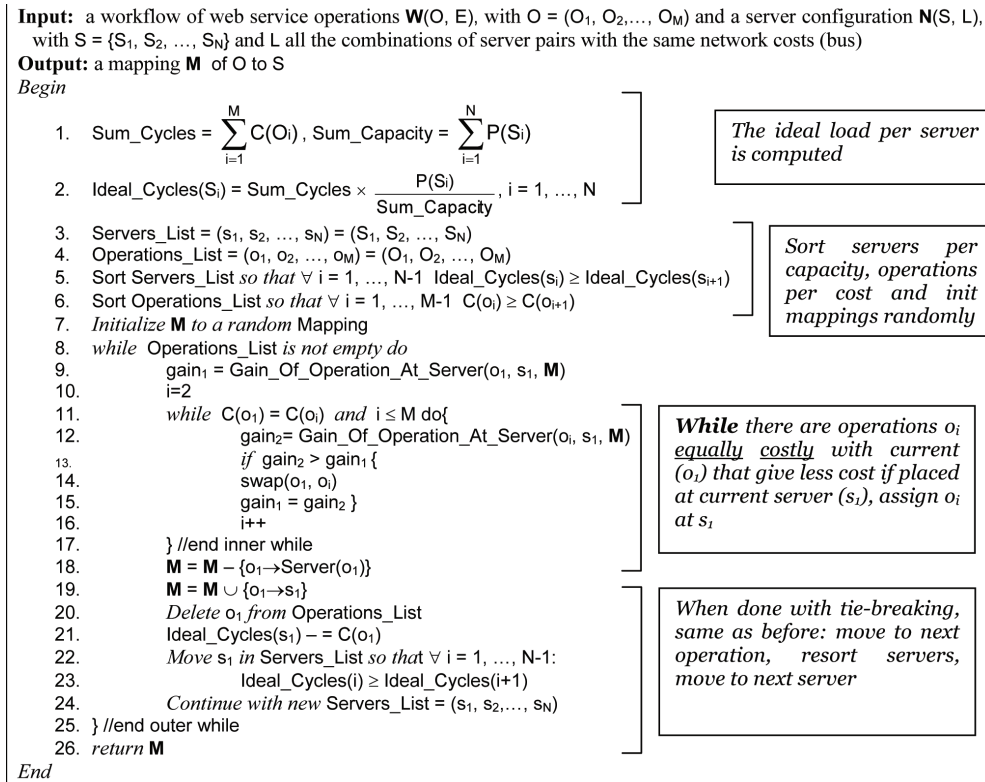 Input: a workflow of web service operations W(O, E), with O = (O₁, O₂,…, O_M) and a server configuration N(S, L),
with S = {S₁, S₂, …, S_N} and L all the combinations of server pairs with the same network costs (bus)
Output: a mapping M of O to S
Begin
1. Sum_Cycles = ∑_{i=1}^{M} C(Oᵢ) , Sum_Capacity = ∑_{i=1}^{N} P(Sᵢ)
2. Ideal_Cycles(Sᵢ) = Sum_Cycles × P(Sᵢ) / Sum_Capacity , i = 1, …, N
The ideal load per server
is computed
3. Servers_List = (s₁, s₂, …, s_N) = (S₁, S₂, …, S_N)
4. Operations_List = (o₁, o₂, …, o_M) = (O₁, O₂, …, O_M)
5. Sort Servers_List so that ∀ i = 1, …, N-1 Ideal_Cycles(sᵢ) ≥ Ideal_Cycles(sᵢ₊₁)
6. Sort Operations_List so that ∀ i = 1, …, M-1 C(oᵢ) ≥ C(oᵢ₊₁)
7. Initialize M to a random Mapping
Sort servers per
capacity, operations
per cost and init
mappings randomly
8. while Operations_List is not empty do
9. gain₁ = Gain_Of_Operation_At_Server(o₁, s₁, M)
10. i=2
11. while C(o₁) = C(oᵢ) and i ≤ M do{
12. gain₂= Gain_Of_Operation_At_Server(oᵢ, s₁, M)
13. if gain₂ > gain₁ {
14. swap(o₁, oᵢ)
15. gain₁ = gain₂ }
16. i++
17. } //end inner while
18. M = M – {o₁→Server(o₁)}
While there are operations oᵢ
equally costly with current
(o₁) that give less cost if placed
at current server (s₁), assign oᵢ
at s₁
19. M = M ∪ {o₁→s₁}
20. Delete o₁ from Operations_List
21. Ideal_Cycles(s₁) – = C(o₁)
22. Move s₁ in Servers_List so that ∀ i = 1, …, N-1:
23. Ideal_Cycles(i) ≥ Ideal_Cycles(i+1)
24. Continue with new Servers_List = (s₁, s₂,…, s_N)
25. } //end outer while
26. return M
When done with tie-breaking,
same as before: move to next
operation, resort servers,
move to next server
End